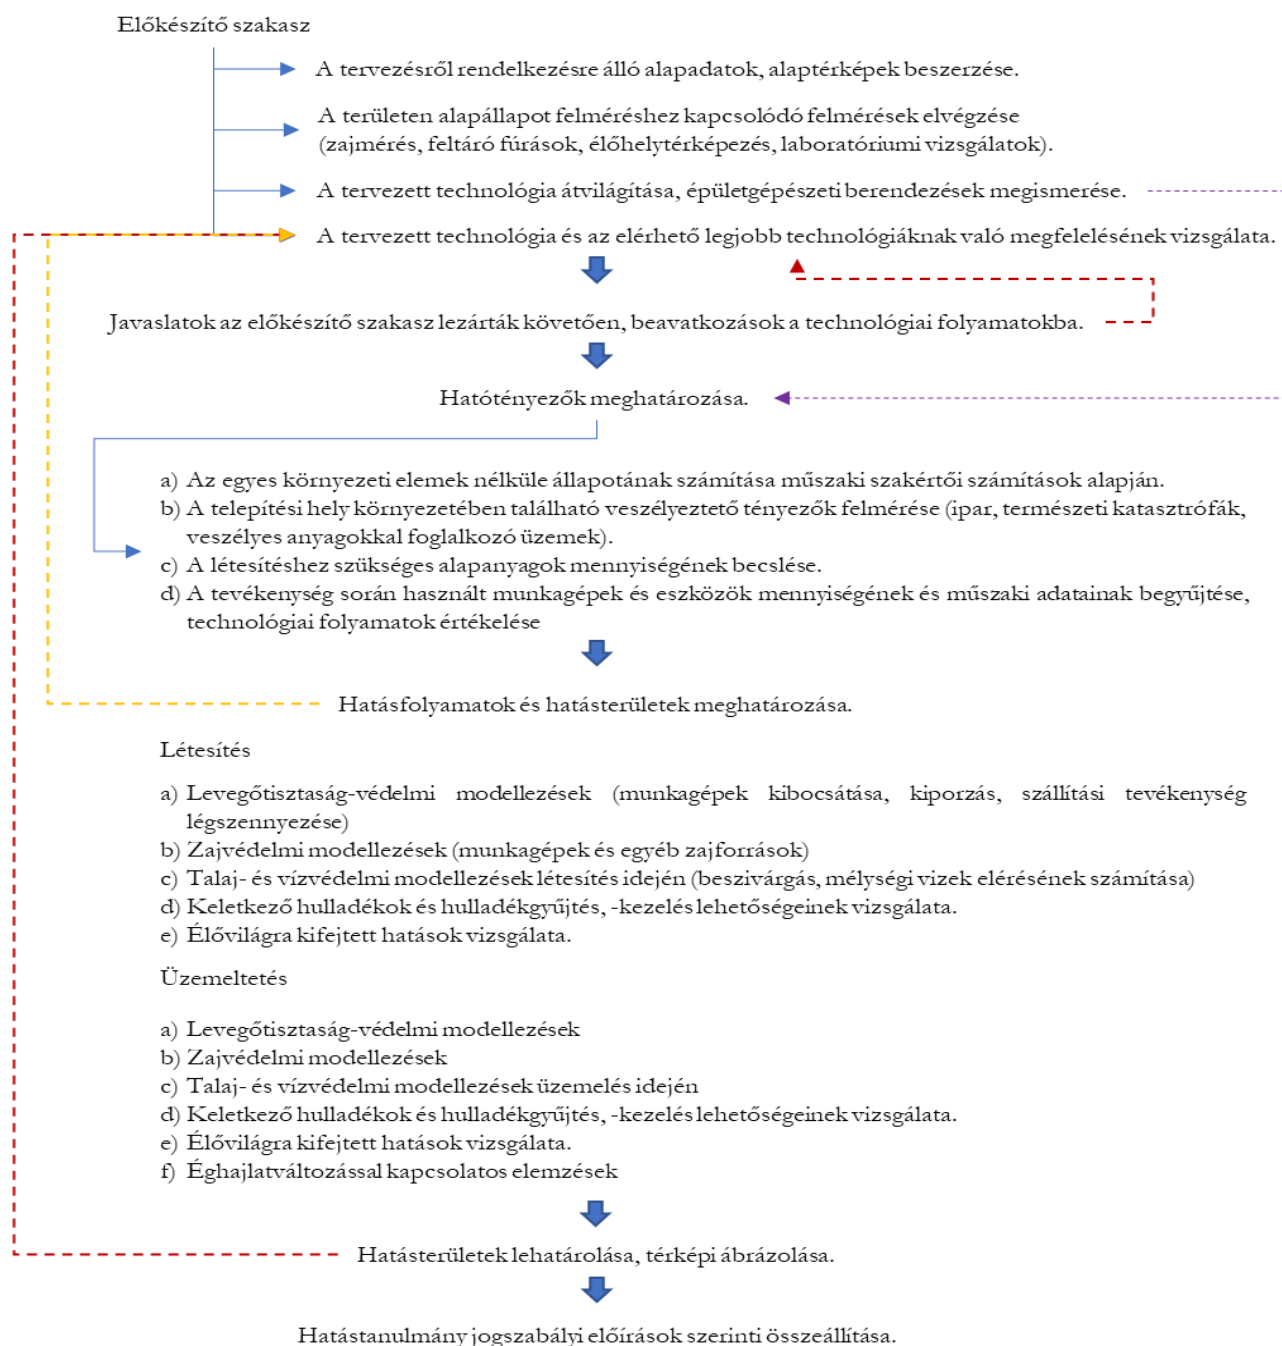 Előkészítő szakasz
A tervezésről rendelkezésre álló alapadatok, alaptérképek beszerzése.
A területen alapállapot felméréshez kapcsolódó felmérések elvégzése
(zajmérés, feltáró fúrások, élőhelytérképezés, laboratóriumi vizsgálatok).
A tervezett technológia átvilágítása, épületgépészeti berendezések megismerése.
A tervezett technológia és az elérhető legjobb technológiáknak való megfelelésének vizsgálata.
Javaslatok az előkészítő szakasz lezárták követően, beavatkozások a technológiai folyamatokba.
Hatótényezők meghatározása.
a) Az egyes környezeti elemek nélküle állapotának számítása műszaki szakértői számítások alapján.
b) A telepítési hely környezetében található veszélyeztető tényezők felmérése (ipar, természeti katasztrófák,
veszélyes anyagokkal foglalkozó üzemek).
c) A létesítéshez szükséges alapanyagok mennyiségének becslése.
d) A tevékenység során használt munkagépek és eszközök mennyiségének és műszaki adatainak begyűjtése,
technológiai folyamatok értékelése
Hatásfolyamatok és hatásterületek meghatározása.
Létesítés
a) Levegőtisztaság-védelmi modellezések (munkagépek kibocsátása, kiporzás, szállítási tevékenység
légszennyezése)
b) Zajvédelmi modellezések (munkagépek és egyéb zajforrások)
c) Talaj- és vízvédelmi modellezések létesítés idején (beszivárgás, mélységi vizek elérésének számítása)
d) Keletkező hulladékok és hulladékgyűjtés, -kezelés lehetőségeinek vizsgálata.
e) Élővilágra kifejtett hatások vizsgálata.
Üzemeltetés
a) Levegőtisztaság-védelmi modellezések
b) Zajvédelmi modellezések
c) Talaj- és vízvédelmi modellezések üzemelés idején
d) Keletkező hulladékok és hulladékgyűjtés, -kezelés lehetőségeinek vizsgálata.
e) Élővilágra kifejtett hatások vizsgálata.
f) Éghajlatváltozással kapcsolatos elemzések
Hatásterületek lehatárolása, térképi ábrázolása.
Hatástanulmány jogszabályi előírások szerinti összeállítása.